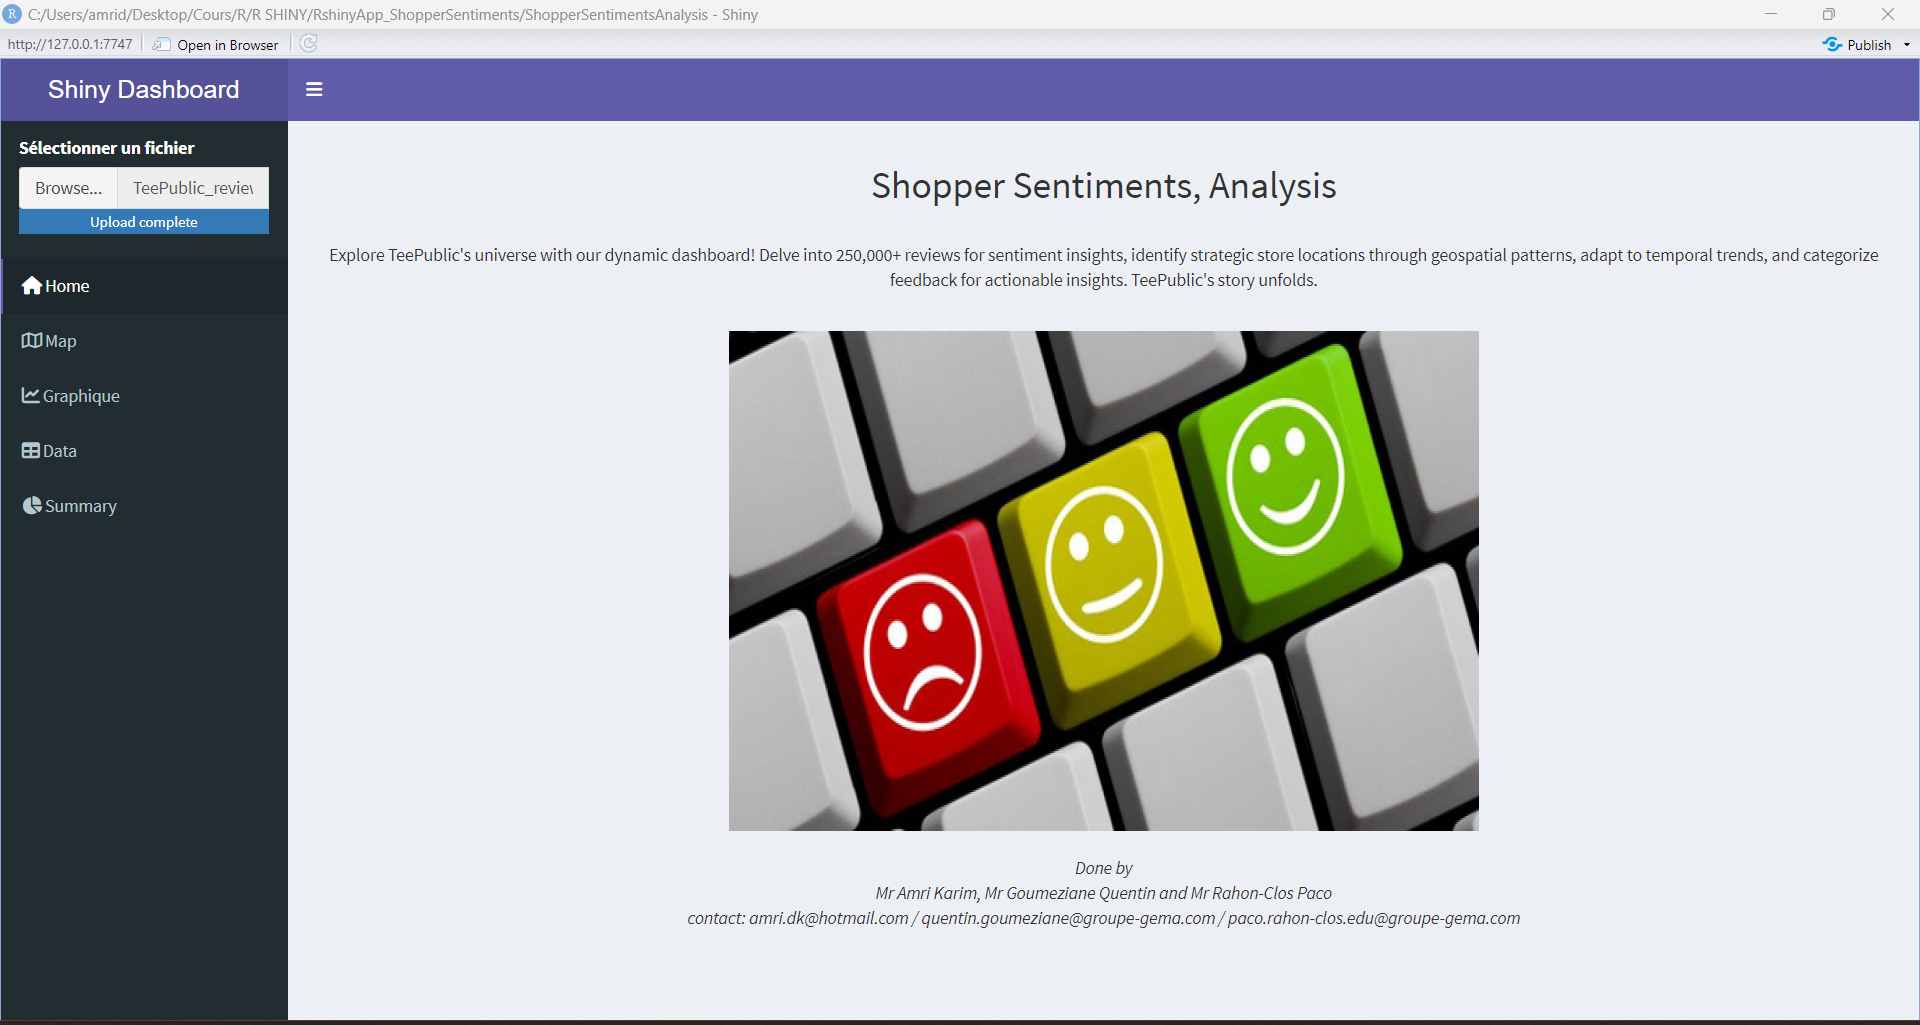 C:/Users/amrid/Desktop/Cours/R/R SHINY/RshinyApp_ShopperSentiments/ShopperSentimentsAnalysis - Shiny
http://127.0.0.1:7747 Open in Browser Publish
Shiny Dashboard
Sélectionner un fichier
Browse... TeePublic_review
Upload complete
Home
Map
Graphique
Data
Summary
Shopper Sentiments, Analysis
Explore TeePublic's universe with our dynamic dashboard! Delve into 250,000+ reviews for sentiment insights, identify strategic store locations through geospatial patterns, adapt to temporal trends, and categorize
feedback for actionable insights. TeePublic's story unfolds.
Done by
Mr Amri Karim, Mr Goumeziane Quentin and Mr Rahon-Clos Paco
contact: amri.dk@hotmail.com / quentin.goumeziane@groupe-gema.com / paco.rahon-clos.edu@groupe-gema.com